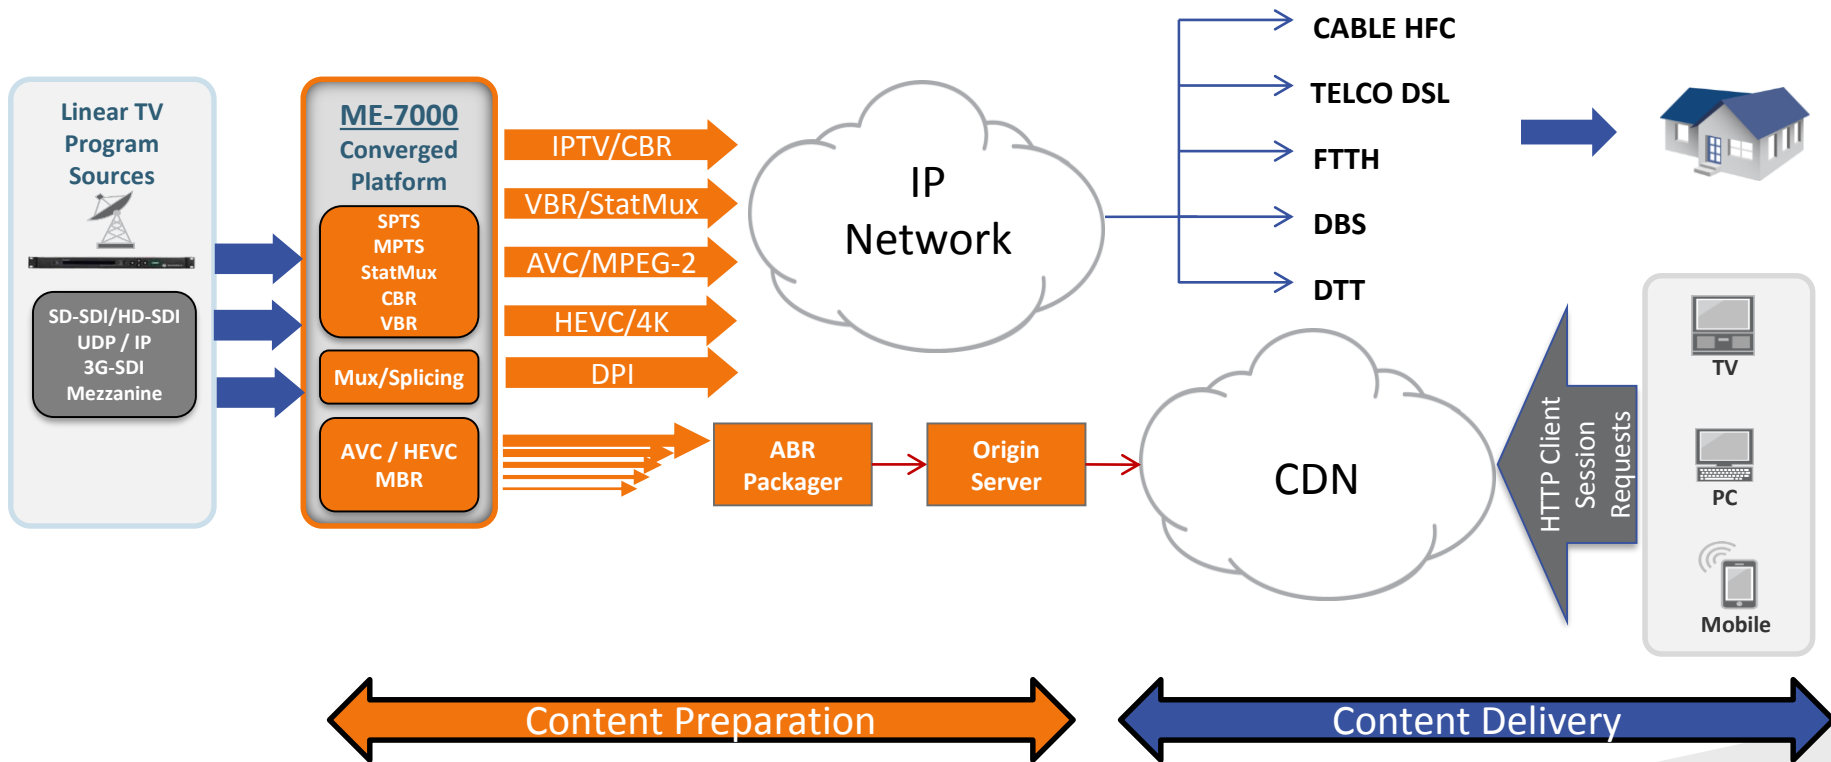 Linear TV
Program
Sources
SD-SDI/HD-SDI
UDP / IP
3G-SDI
Mezzanine
ME-7000
Converged
Platform
SPTS
MPTS
StatMux
CBR
VBR
Mux/Splicing
AVC / HEVC
MBR
IPTV/CBR
VBR/StatMux
AVC/MPEG-2
HEVC/4K
DPI
ABR
Packager
Origin
Server
IP
Network
CABLE HFC
TELCO DSL
FTTH
DBS
DTT
CDN
HTTP Client
Session
Requests
TV
PC
Mobile
Content Preparation
Content Delivery